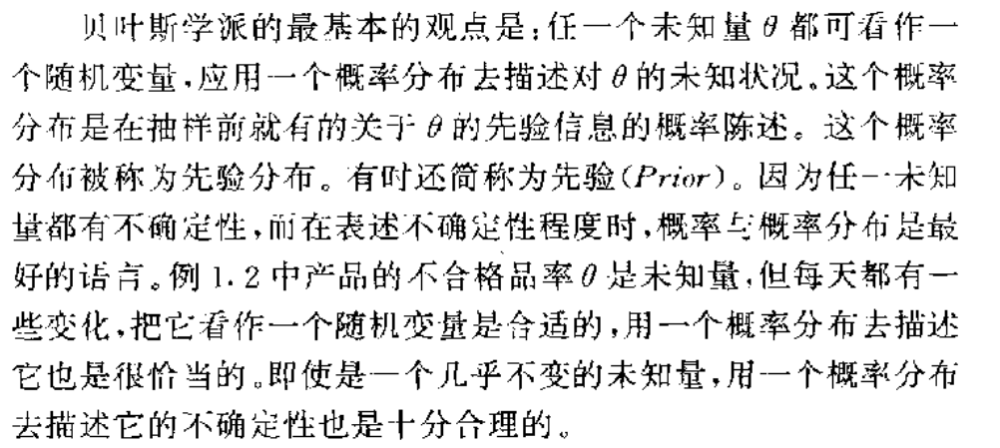 贝叶斯学派的最基本的观点是:任一个未知量θ都可看作一
个随机变量,应用一个概率分布去描述对θ的未知状况。这个概率
分布是在抽样前就有的关于θ的先验信息的概率陈述。这个概率
分布被称为先验分布。有时还简称为先验(Prior)。因为任一未知
量都有不确定性,而在表述不确定性程度时,概率与概率分布是最
好的语言。例1.2中产品的不合格品率θ是未知量,但每天都有一
些变化,把它看作一个随机变量是合适的,用一个概率分布去描述
它也是很恰当的。即使是一个几乎不变的未知量,用一个概率分布
去描述它的不确定性也是十分合理的。